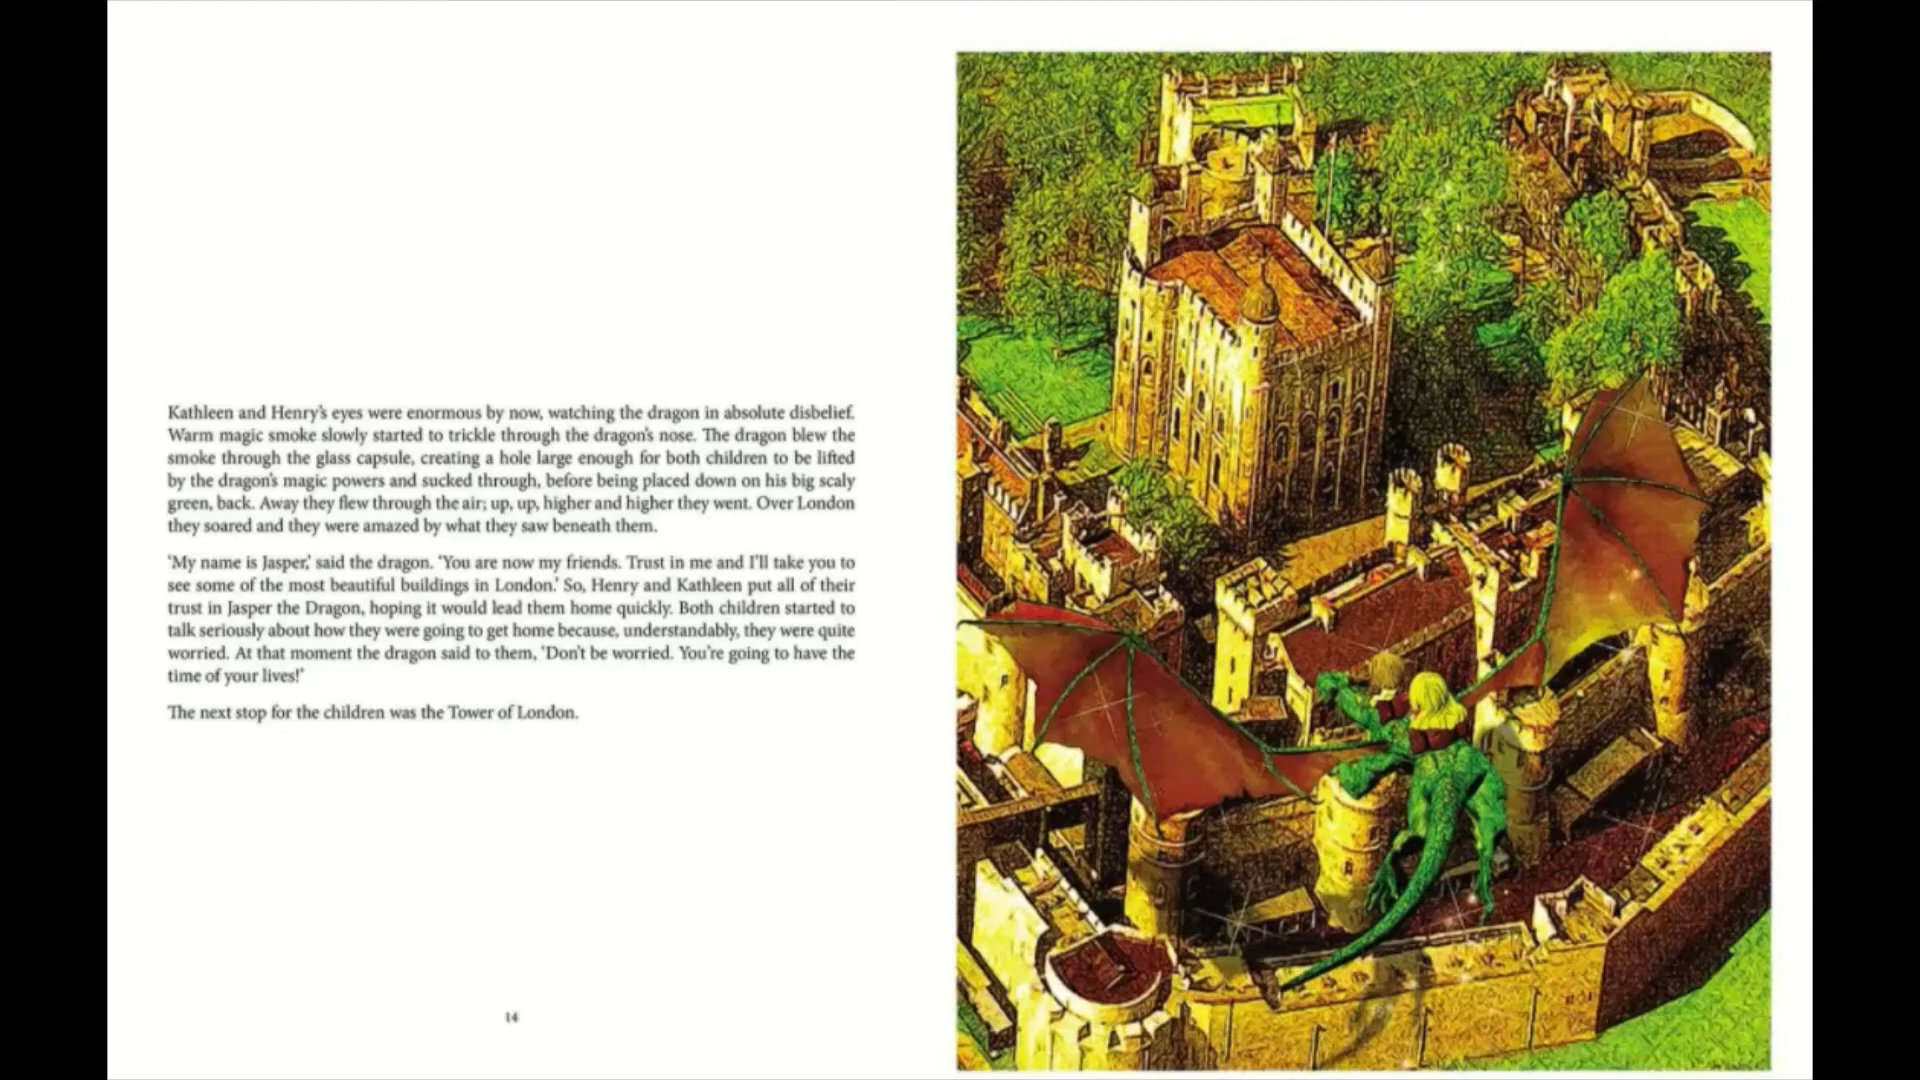 Kathleen and Henry's eyes were enormous by now, watching the dragon in absolute disbelief.
Warm magic smoke slowly started to trickle through the dragon's nose. The dragon blew the
smoke through the glass capsule, creating a hole large enough for both children to be lifted
by the dragon's magic powers and sucked through, before being placed down on his big scaly
green, back. Away they flew through the air; up, up, higher and higher they went. Over London
they soared and they were amazed by what they saw beneath them.
'My name is Jasper,' said the dragon. 'You are now my friends. Trust in me and I'll take you to
see some of the most beautiful buildings in London.' So, Henry and Kathleen put all of their
trust in Jasper the Dragon, hoping it would lead them home quickly. Both children started to
talk seriously about how they were going to get home because, understandably, they were quite
worried. At that moment the dragon said to them, 'Don't be worried. You're going to have the
time of your lives!'
The next stop for the children was the Tower of London.
14